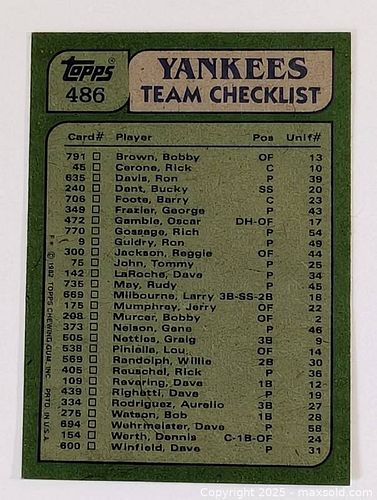 topps®
486
YANKEES
TEAM CHECKLIST
Card# Player Pos Unif#
791 Brown, Bobby OF 13
45 Cerone, Rick C 10
635 Davis, Ron P 39
240 Dent, Bucky SS 20
706 Foote, Barry C 23
349 Frazier, George P 43
472 Gamble, Oscar DH-OF 17
770 Gossage, Rich P 54
9 Guidry, Ron P 49
300 Jackson, Reggie OF 44
75 John, Tommy P 25
142 LaRoche, Dave P 34
735 May, Rudy P 45
669 Milbourne, Larry 3B-SS-2B 18
175 Mumphrey, Jerry OF 22
208 Murcer, Bobby OF 2
373 Nelson, Gene P 46
505 Nettles, Graig 3B 9
538 Piniella, Lou OF 14
569 Randolph, Willie 2B 30
405 Reuschel, Rick P 36
109 Revering, Dave 1B 12
439 Righetti, Dave P 19
334 Rodriguez, Aurelio 3B 27
275 Watson, Bob 1B 28
694 Wehrmeister, Dave P 58
154 Werth, Dennis C-1B-OF 24
600 Winfield, Dave P 31
© 1982 TOPPS CHEWING GUM, INC. PRTD. IN U.S.A.
Copyright 2025 - maxsold.com